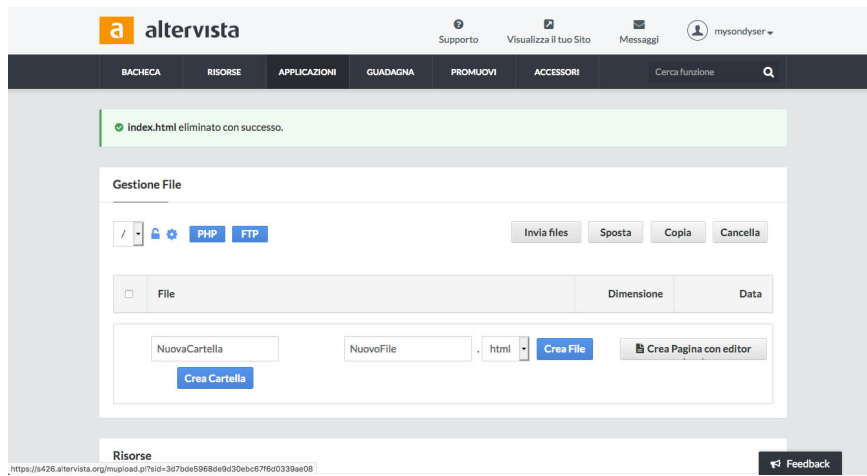 a altervista
Supporto
Visualizza il tuo Sito
Messaggi
mysondyser
BACHECA RISORSE APPLICAZIONI GUADAGNA PROMUOVI ACCESSORI Cerca funzione
index.html eliminato con successo.
Gestione File
/ PHP FTP Invia files Sposta Copia Cancella
File Dimensione Data
NuovaCartella NuovoFile . html Crea File Crea Pagina con editor
Crea Cartella
Risorse
Feedback
https://s426.altervista.org/mupload.pl?sid=3d7bde5968de9d30ebc67f6d0339ae08